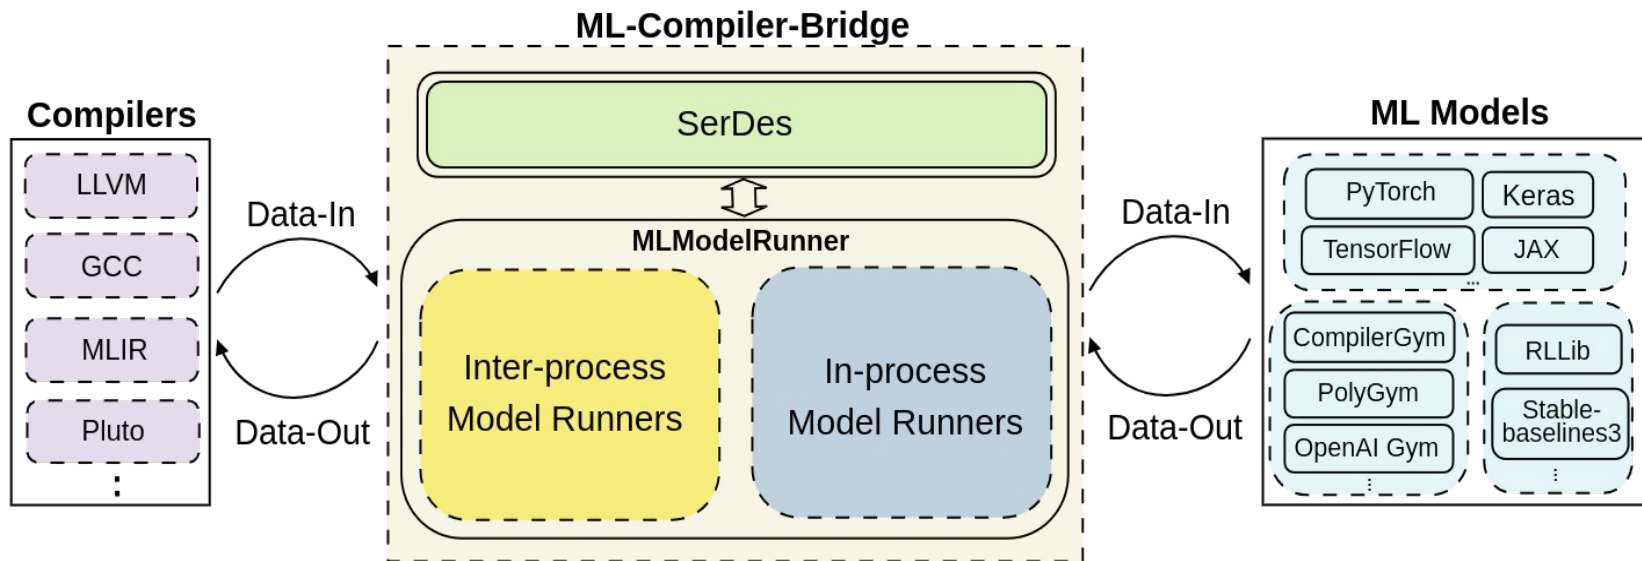 ML-Compiler-Bridge
Compilers
LLVM
GCC
MLIR
Pluto
⋮
Data-In
Data-Out
SerDes
MLModelRunner
Inter-process
Model Runners
In-process
Model Runners
Data-In
Data-Out
ML Models
PyTorch
Keras
TensorFlow
JAX
...
CompilerGym
PolyGym
OpenAI Gym
⋮
RLLib
Stable-
baselines3
⋮